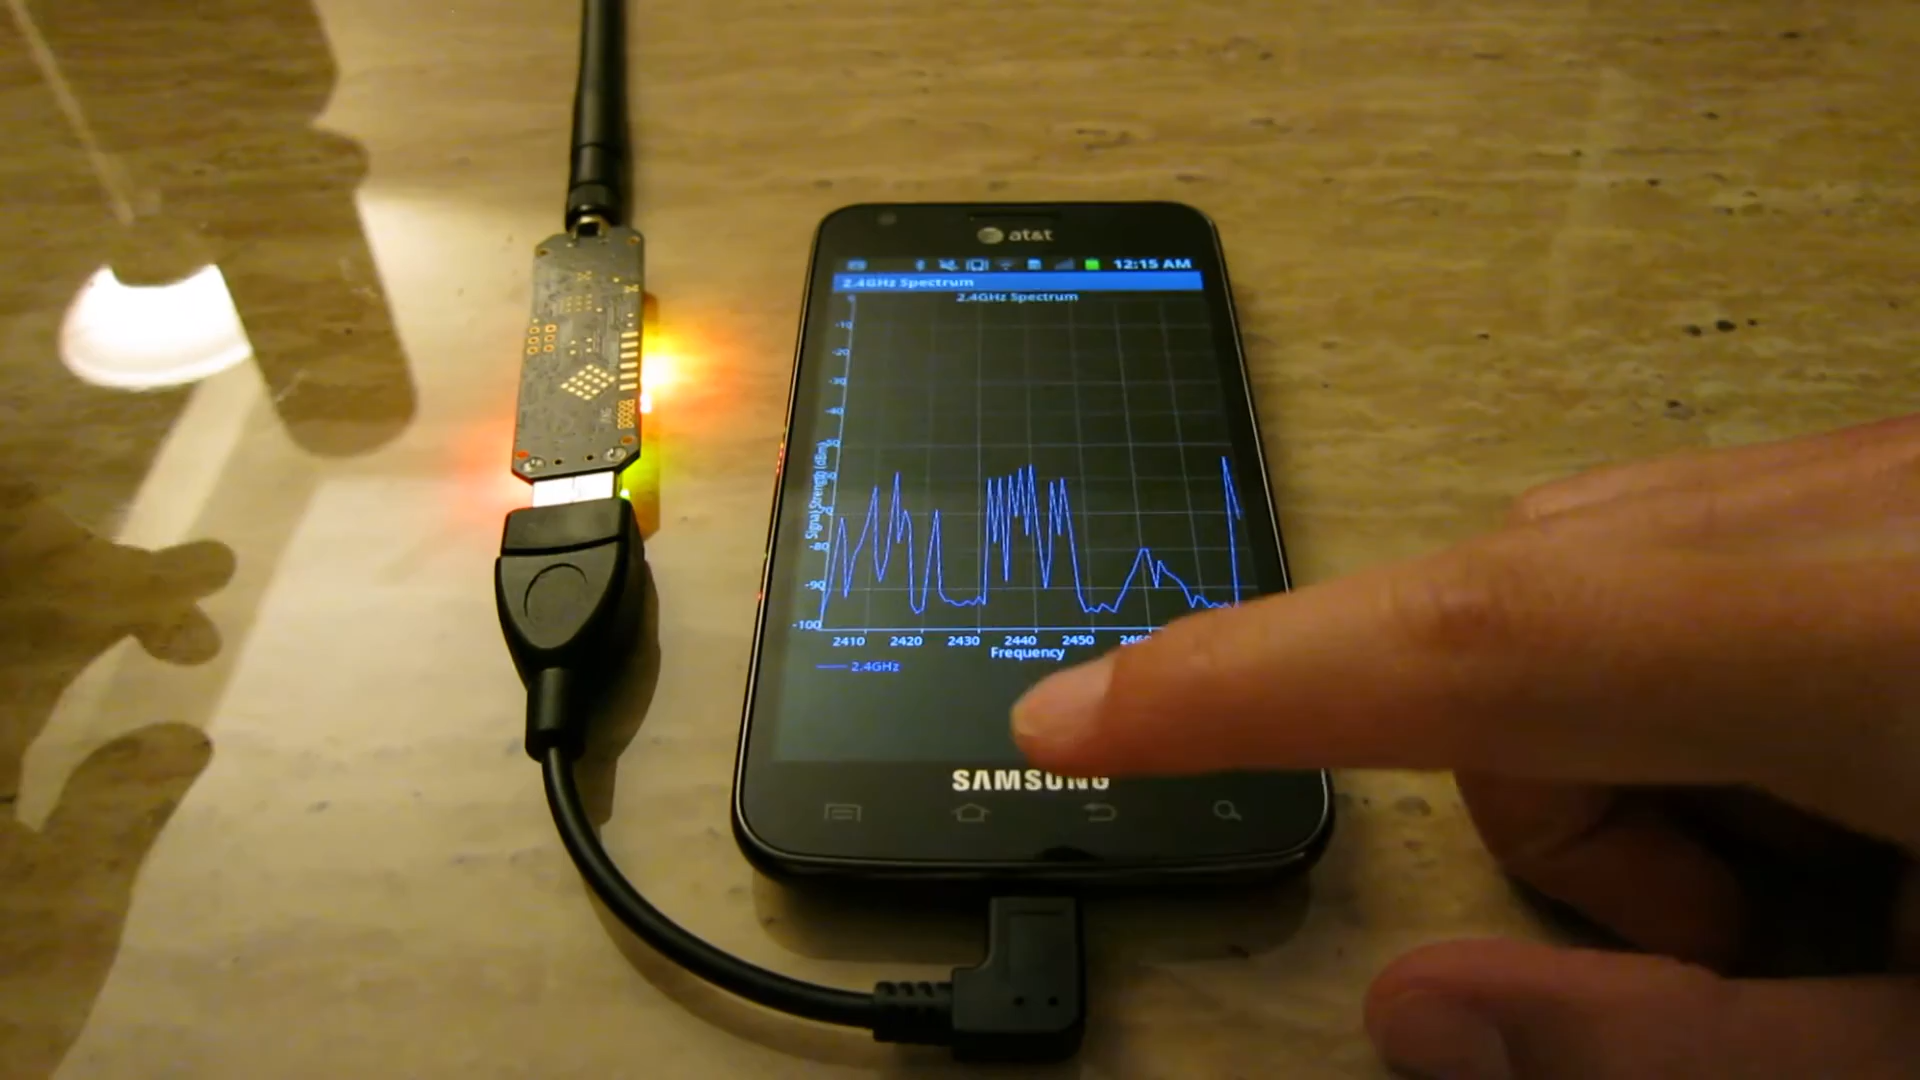 at&t
12:15 AM
2.4GHz Spectrum
2.4GHz Spectrum
-10
-20
-30
-40
-50
-80
-90
-100
Signal Strength (dBm)
2410 2420 2430 2440 2450
Frequency
2.4GHz
SAMSUNG